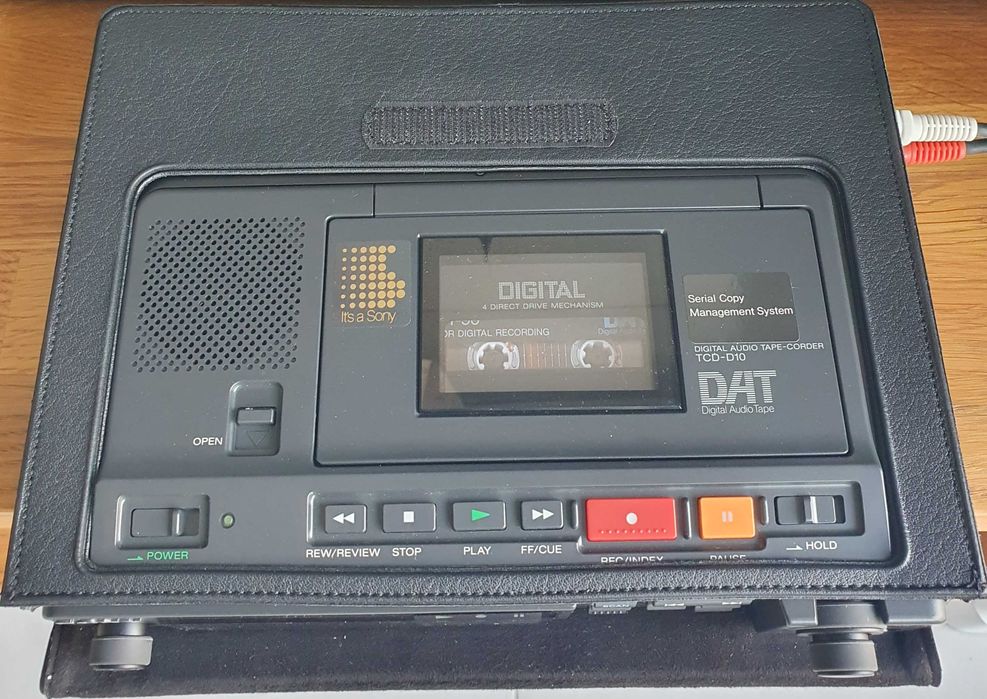 DIGITAL
4 DIRECT DRIVE MECHANISM
DIGITAL RECORDING
It's a Sony
Serial Copy
Management System
DIGITAL AUDIO TAPE-CORDER
TCD-D10
DAT
Digital Audio Tape
OPEN
POWER
REW/REVIEW STOP PLAY FF/CUE REC/INDEX PAUSE HOLD